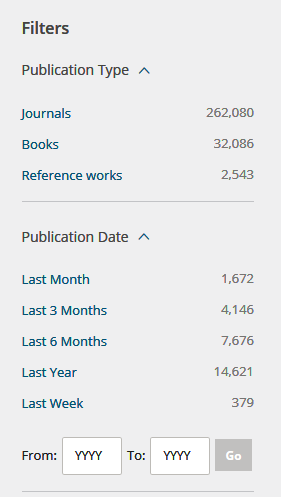 Filters
Publication Type
Journals 262,080
Books 32,086
Reference works 2,543
Publication Date
Last Month 1,672
Last 3 Months 4,146
Last 6 Months 7,676
Last Year 14,621
Last Week 379
From: YYYY To: YYYY Go